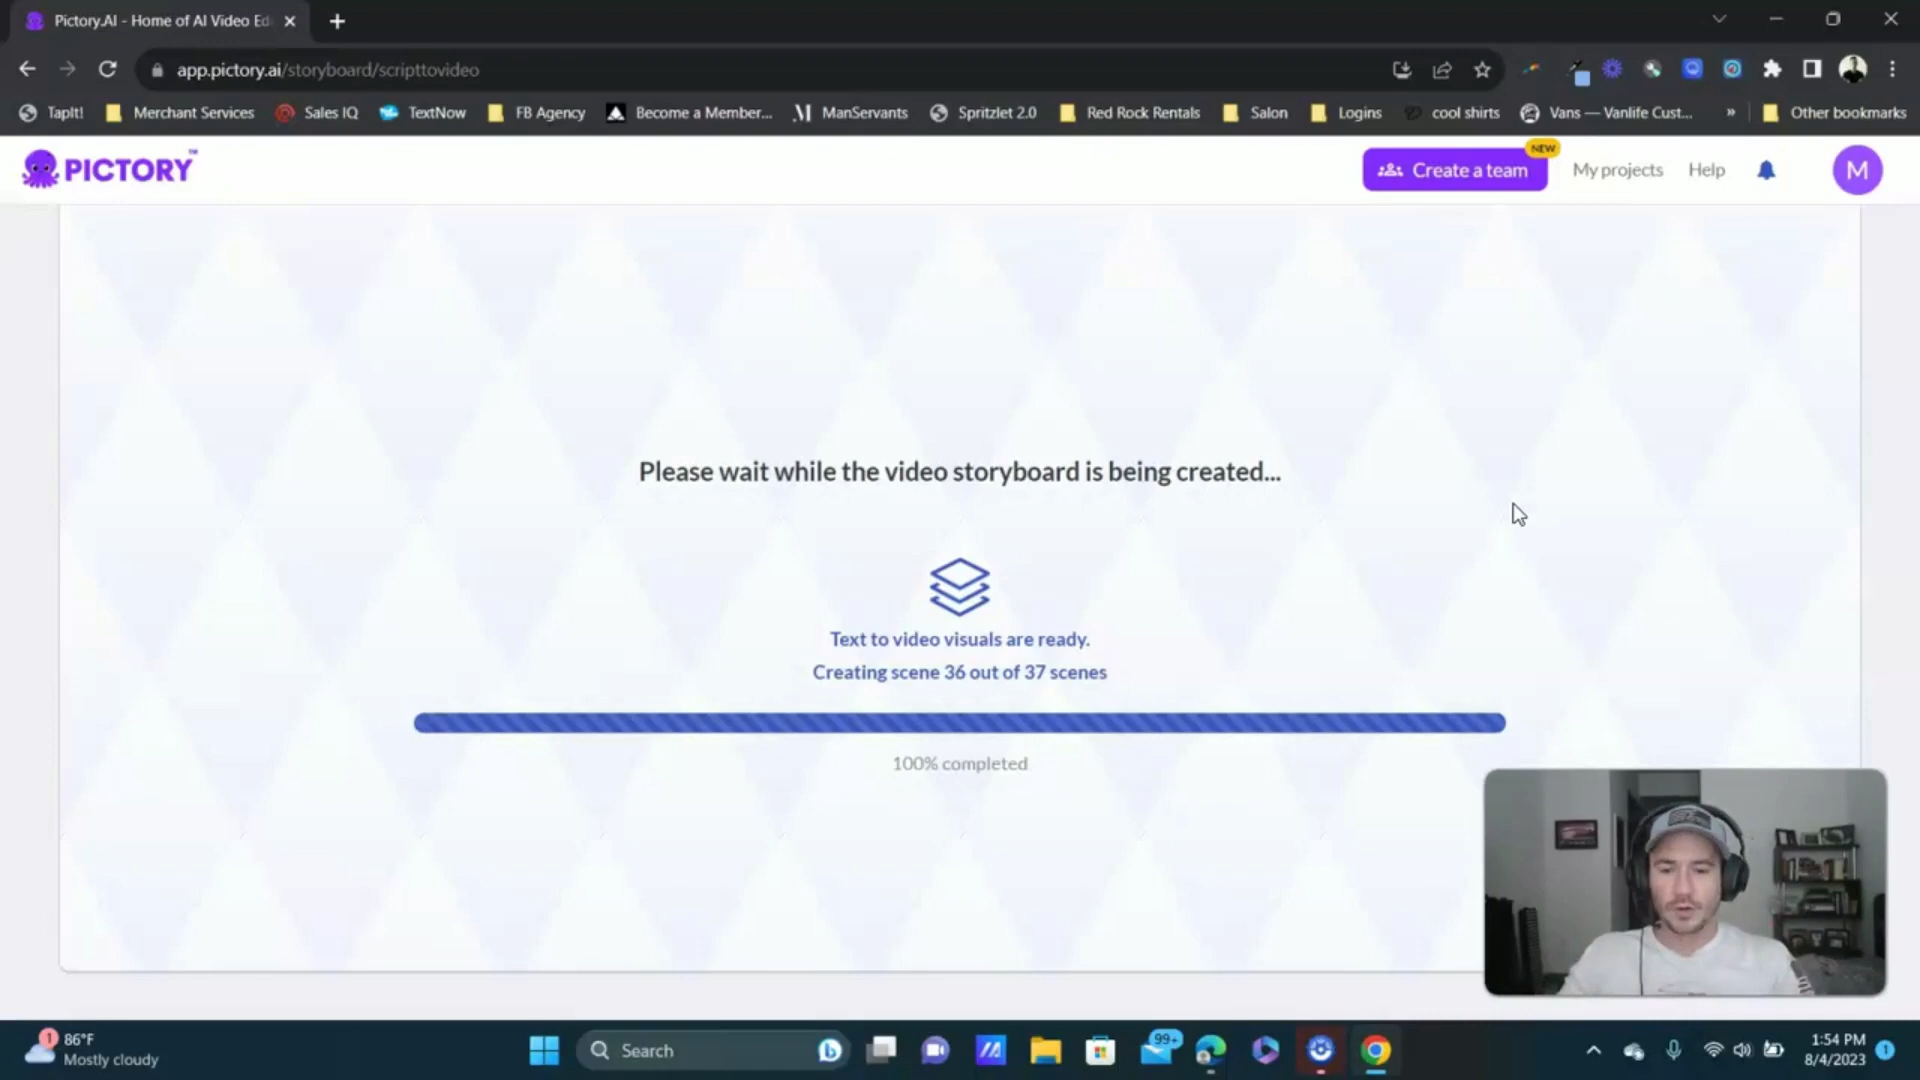 Pictory.AI - Home of AI Video Ed
app.pictory.ai/storyboard/scripttovideo
TapIt! Merchant Services Sales IQ TextNow FB Agency Become a Member... ManServants Spritzlet 2.0 Red Rock Rentals Salon Logins cool shirts Vans — Vanlife Cust... » Other bookmarks
PICTORY™
Create a team
NEW
My projects
Help
M
Please wait while the video storyboard is being created...
Text to video visuals are ready.
Creating scene 36 out of 37 scenes
100% completed
1
86°F
Mostly cloudy
Search
99+
1:54 PM
8/4/2023
1